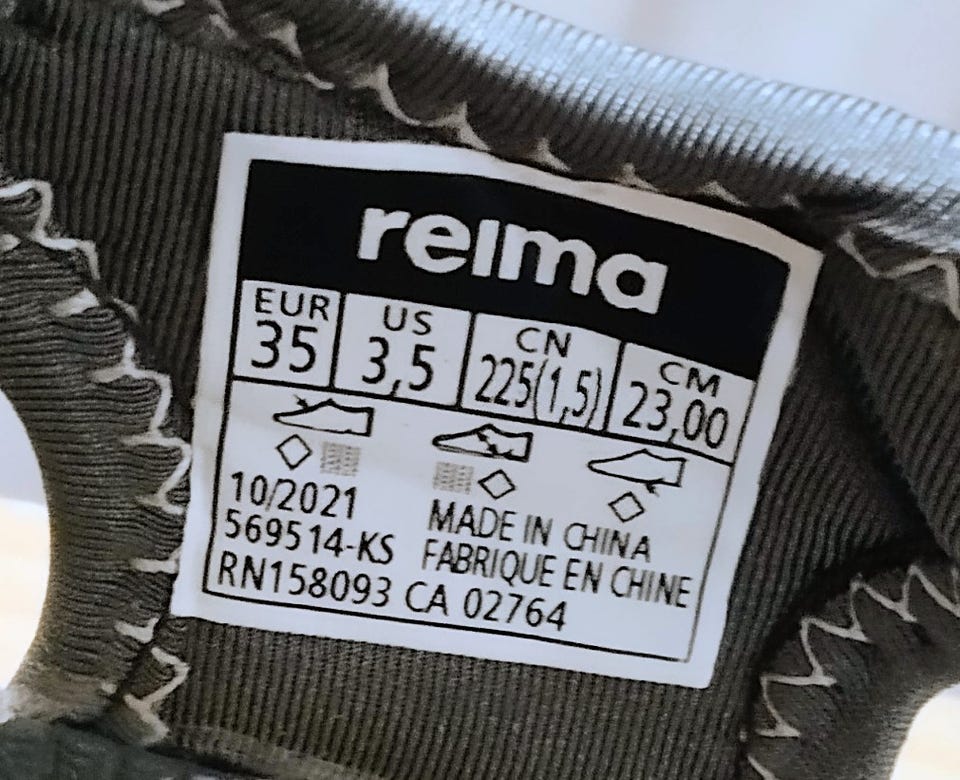 reima
EUR US CN CM
35 3,5 225(1,5) 23,00
10/2021
569514-KS
RN158093 CA 02764
MADE IN CHINA
FABRIQUE EN CHINE